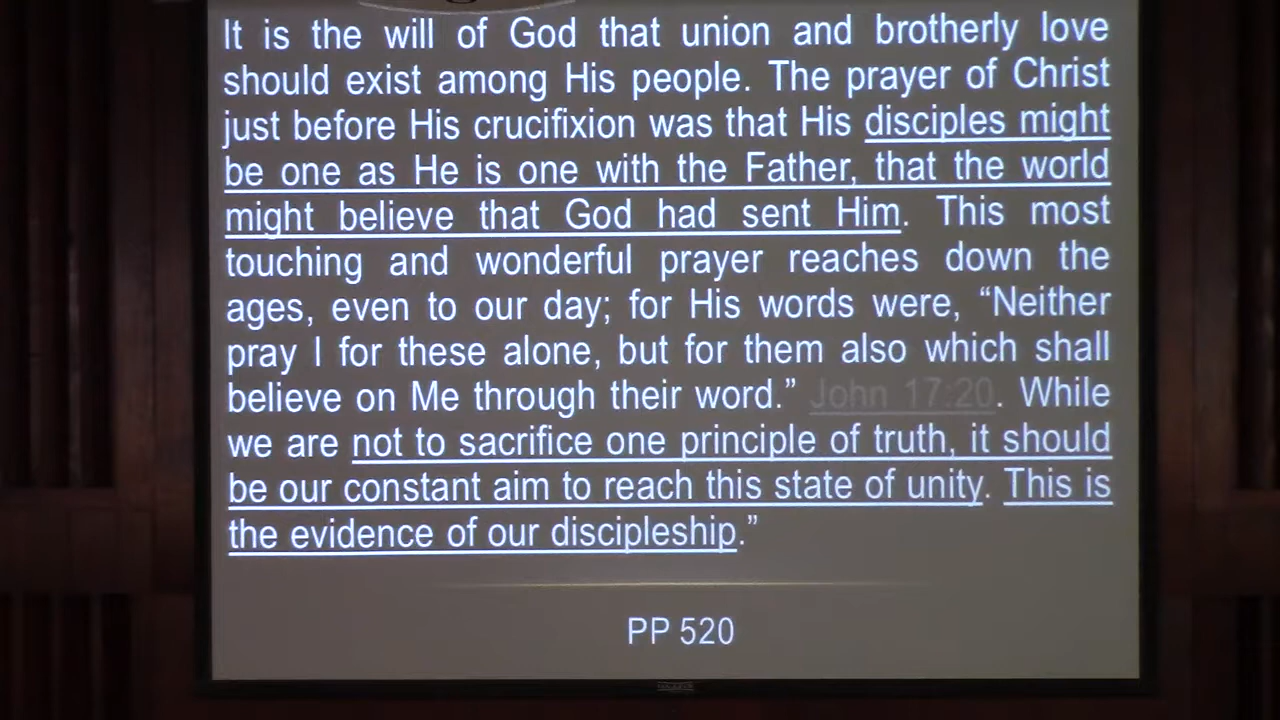 It is the will of God that union and brotherly love
should exist among His people. The prayer of Christ
just before His crucifixion was that His disciples might
be one as He is one with the Father, that the world
might believe that God had sent Him. This most
touching and wonderful prayer reaches down the
ages, even to our day; for His words were, “Neither
pray I for these alone, but for them also which shall
believe on Me through their word.” John 17:20. While
we are not to sacrifice one principle of truth, it should
be our constant aim to reach this state of unity. This is
the evidence of our discipleship.”
PP 520